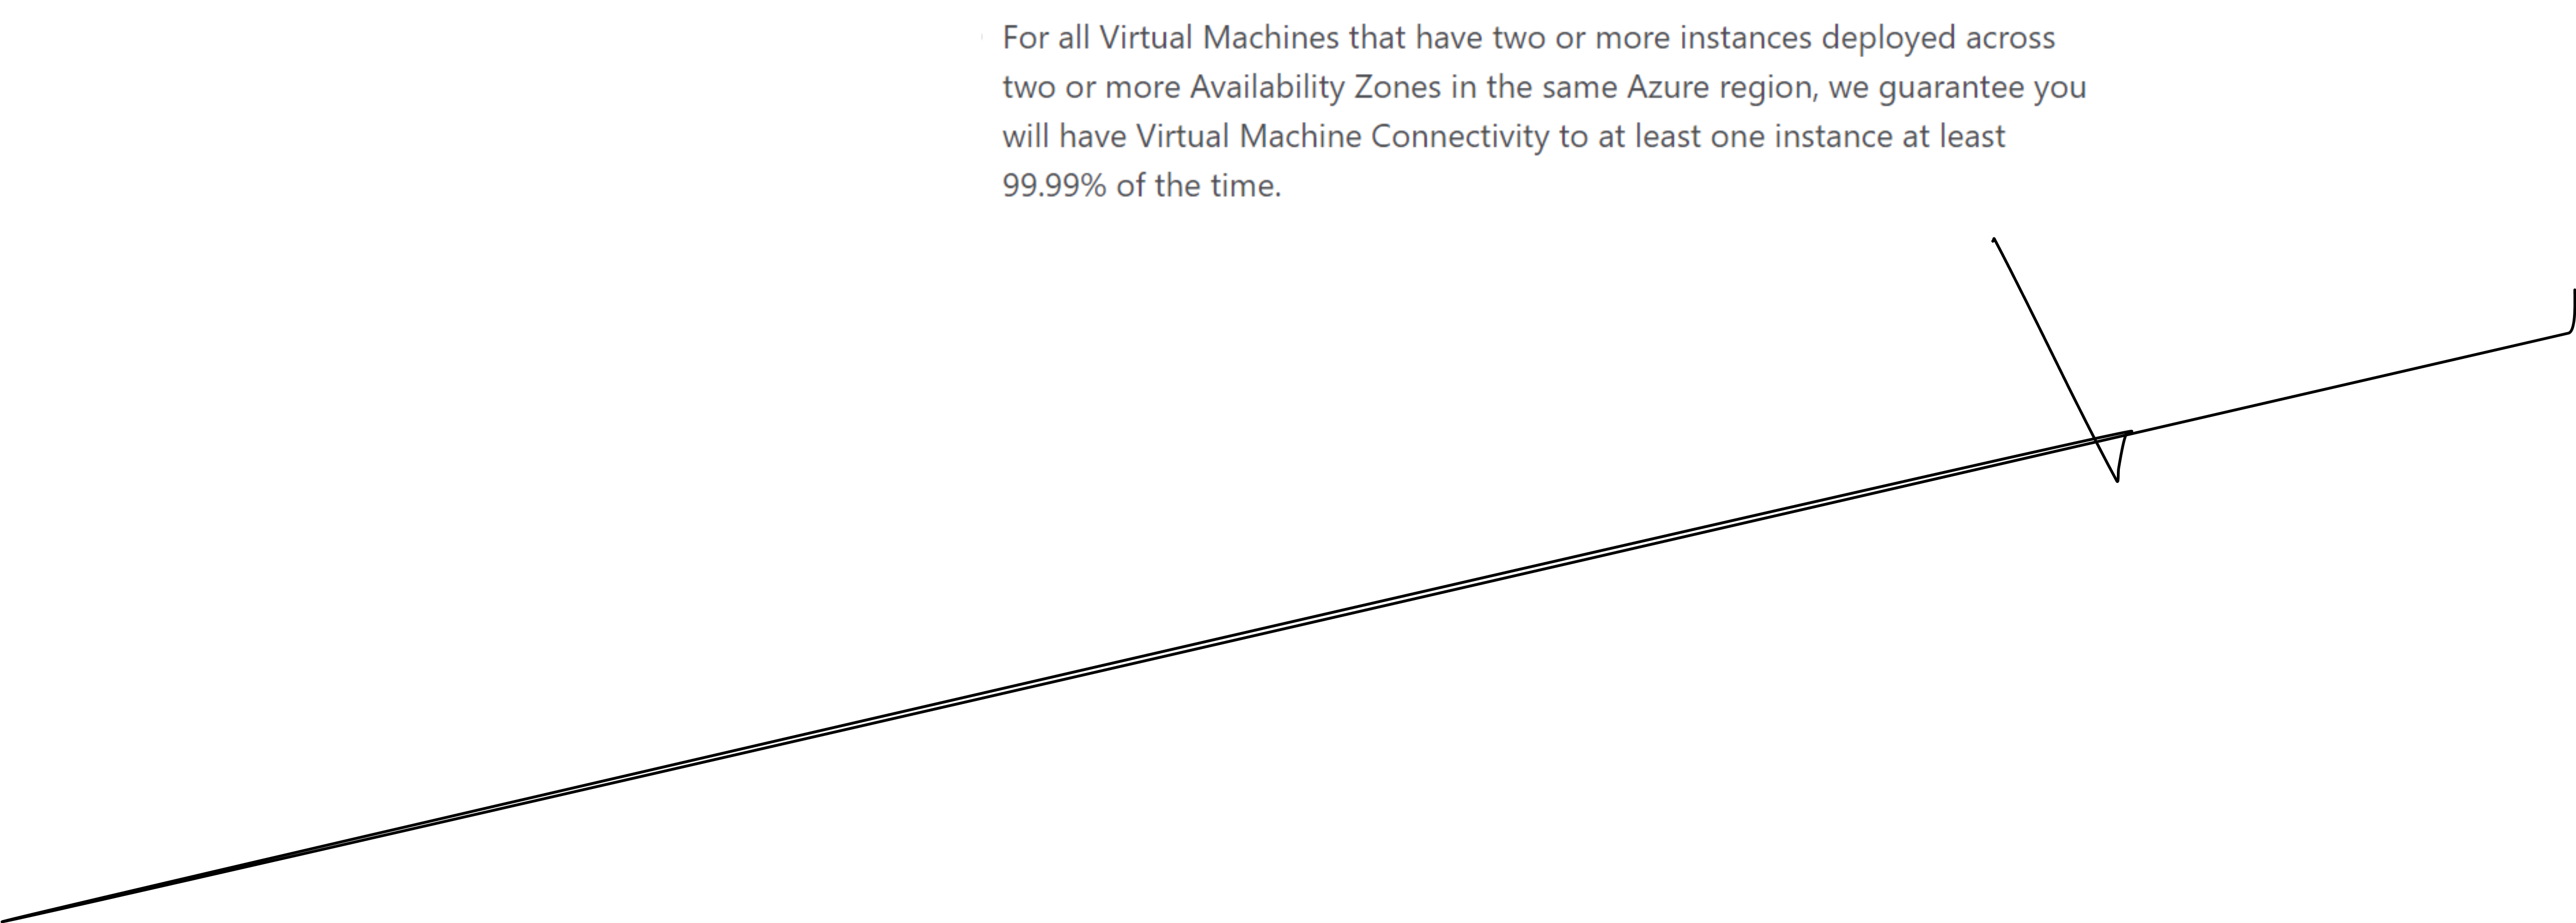 For all Virtual Machines that have two or more instances deployed across
two or more Availability Zones in the same Azure region, we guarantee you
will have Virtual Machine Connectivity to at least one instance at least
99.99% of the time.